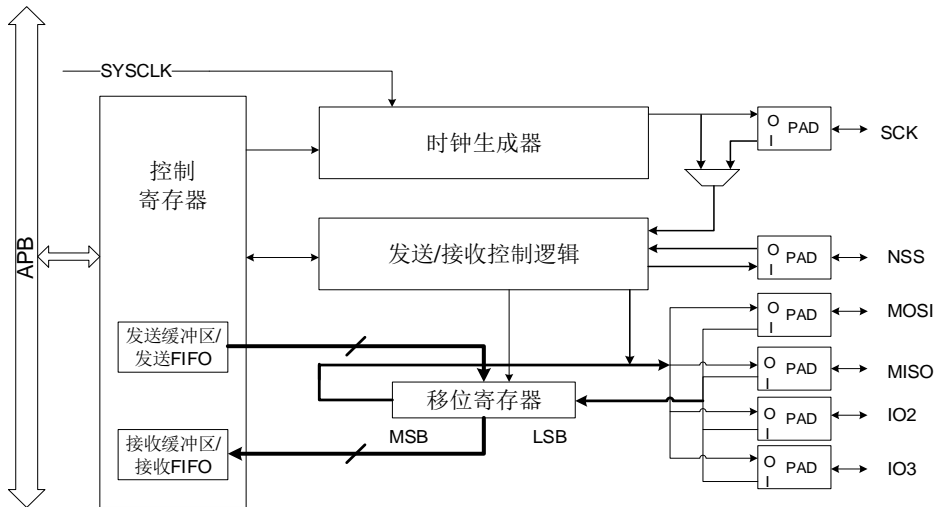 APB
SYSCLK
控制
寄存器
时钟生成器
发送/接收控制逻辑
发送缓冲区/
发送FIFO
接收缓冲区/
接收FIFO
移位寄存器
MSB
LSB
O
I
PAD
SCK
O
I
PAD
NSS
O
I
PAD
MOSI
O
I
PAD
MISO
O
I
PAD
IO2
O
I
PAD
IO3